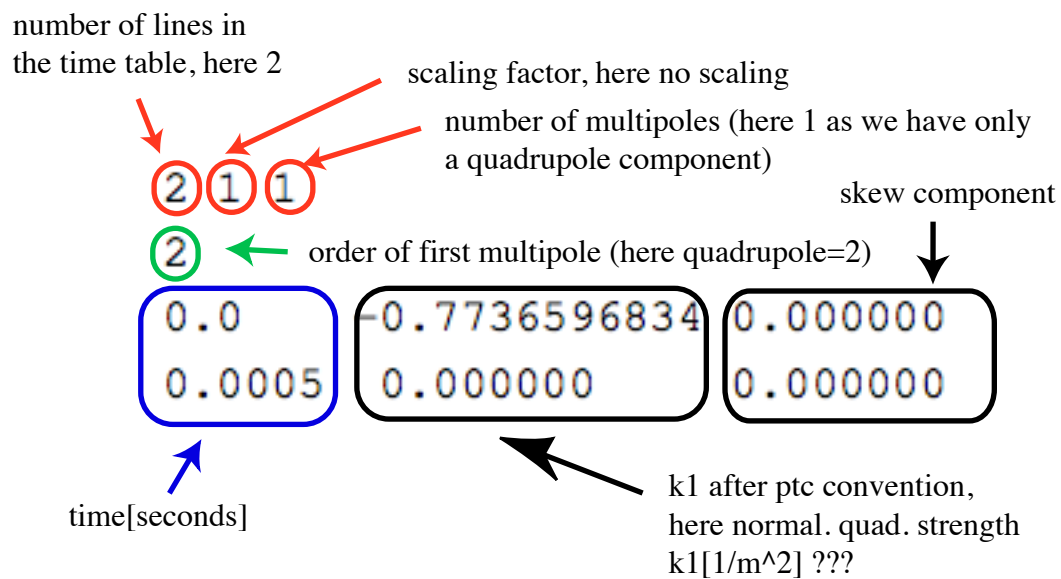 number of lines in
the time table, here 2
scaling factor, here no scaling
number of multipoles (here 1 as we have only
a quadrupole component)
2 1 1
skew component
2
order of first multipole (here quadrupole=2)
0.0 -0.7736596834 0.000000
0.0005 0.000000 0.000000
time[seconds]
k1 after ptc convention,
here normal. quad. strength
k1[1/m^2] ???